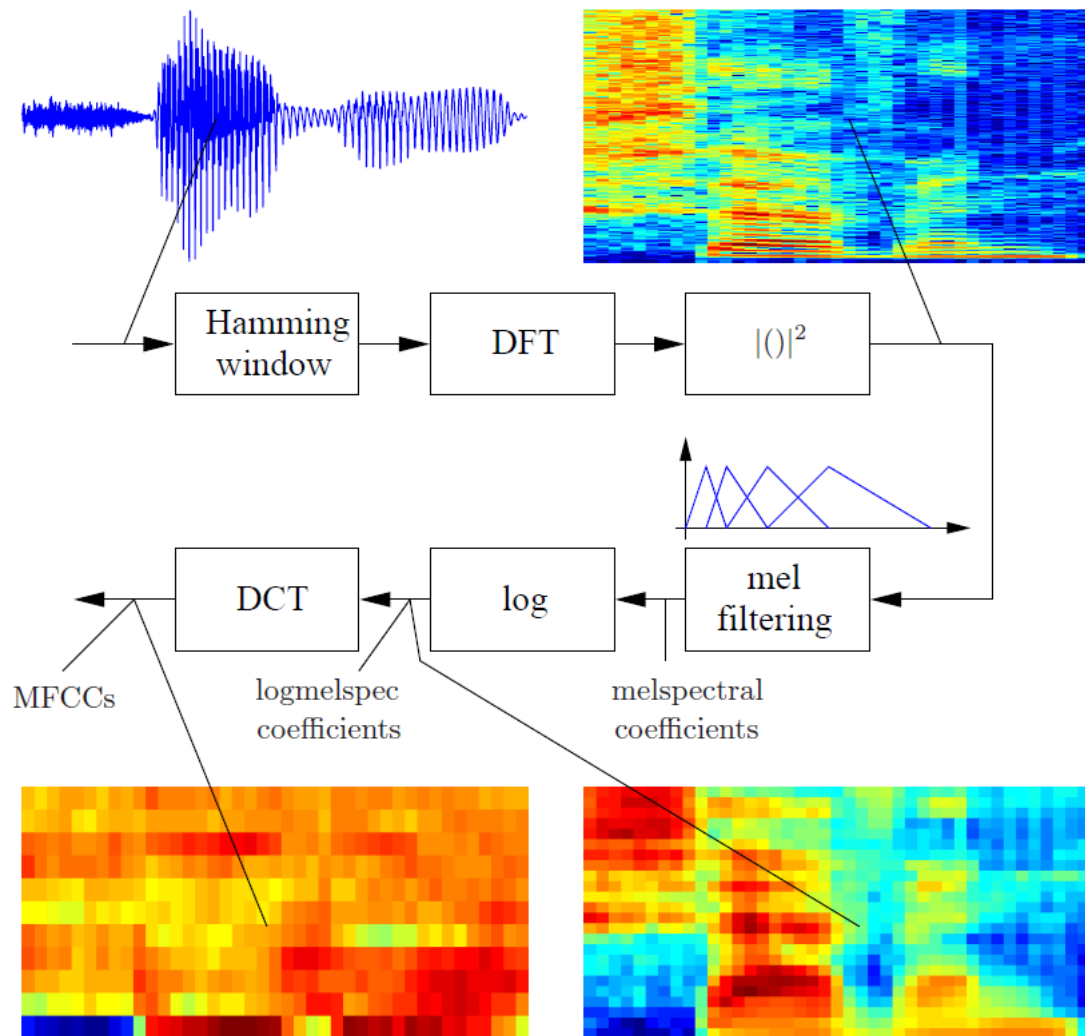 Hamming
window
DFT
|()|²
DCT
log
mel
filtering
MFCCs
logmelspec
coefficients
melspectral
coefficients